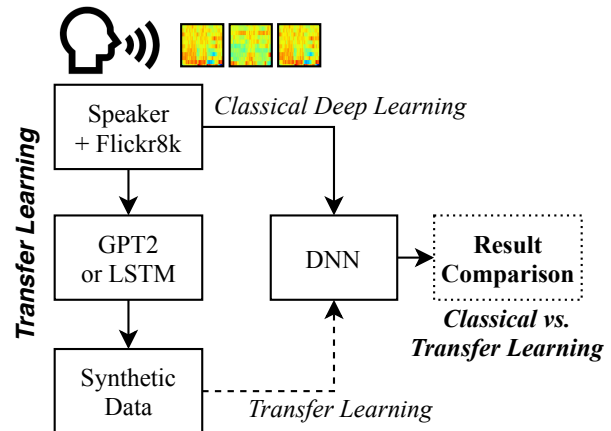 Speaker
+ Flickr8k
Classical Deep Learning
Transfer Learning
GPT2
or LSTM
DNN
Result
Comparison
Classical vs.
Transfer Learning
Synthetic
Data
Transfer Learning